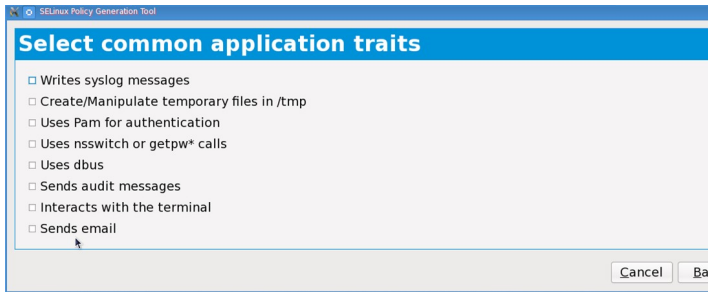 SELinux Policy Generation Tool
Select common application traits
Writes syslog messages
Create/Manipulate temporary files in /tmp
Uses Pam for authentication
Uses nsswitch or getpw* calls
Uses dbus
Sends audit messages
Interacts with the terminal
Sends email
Cancel Ba